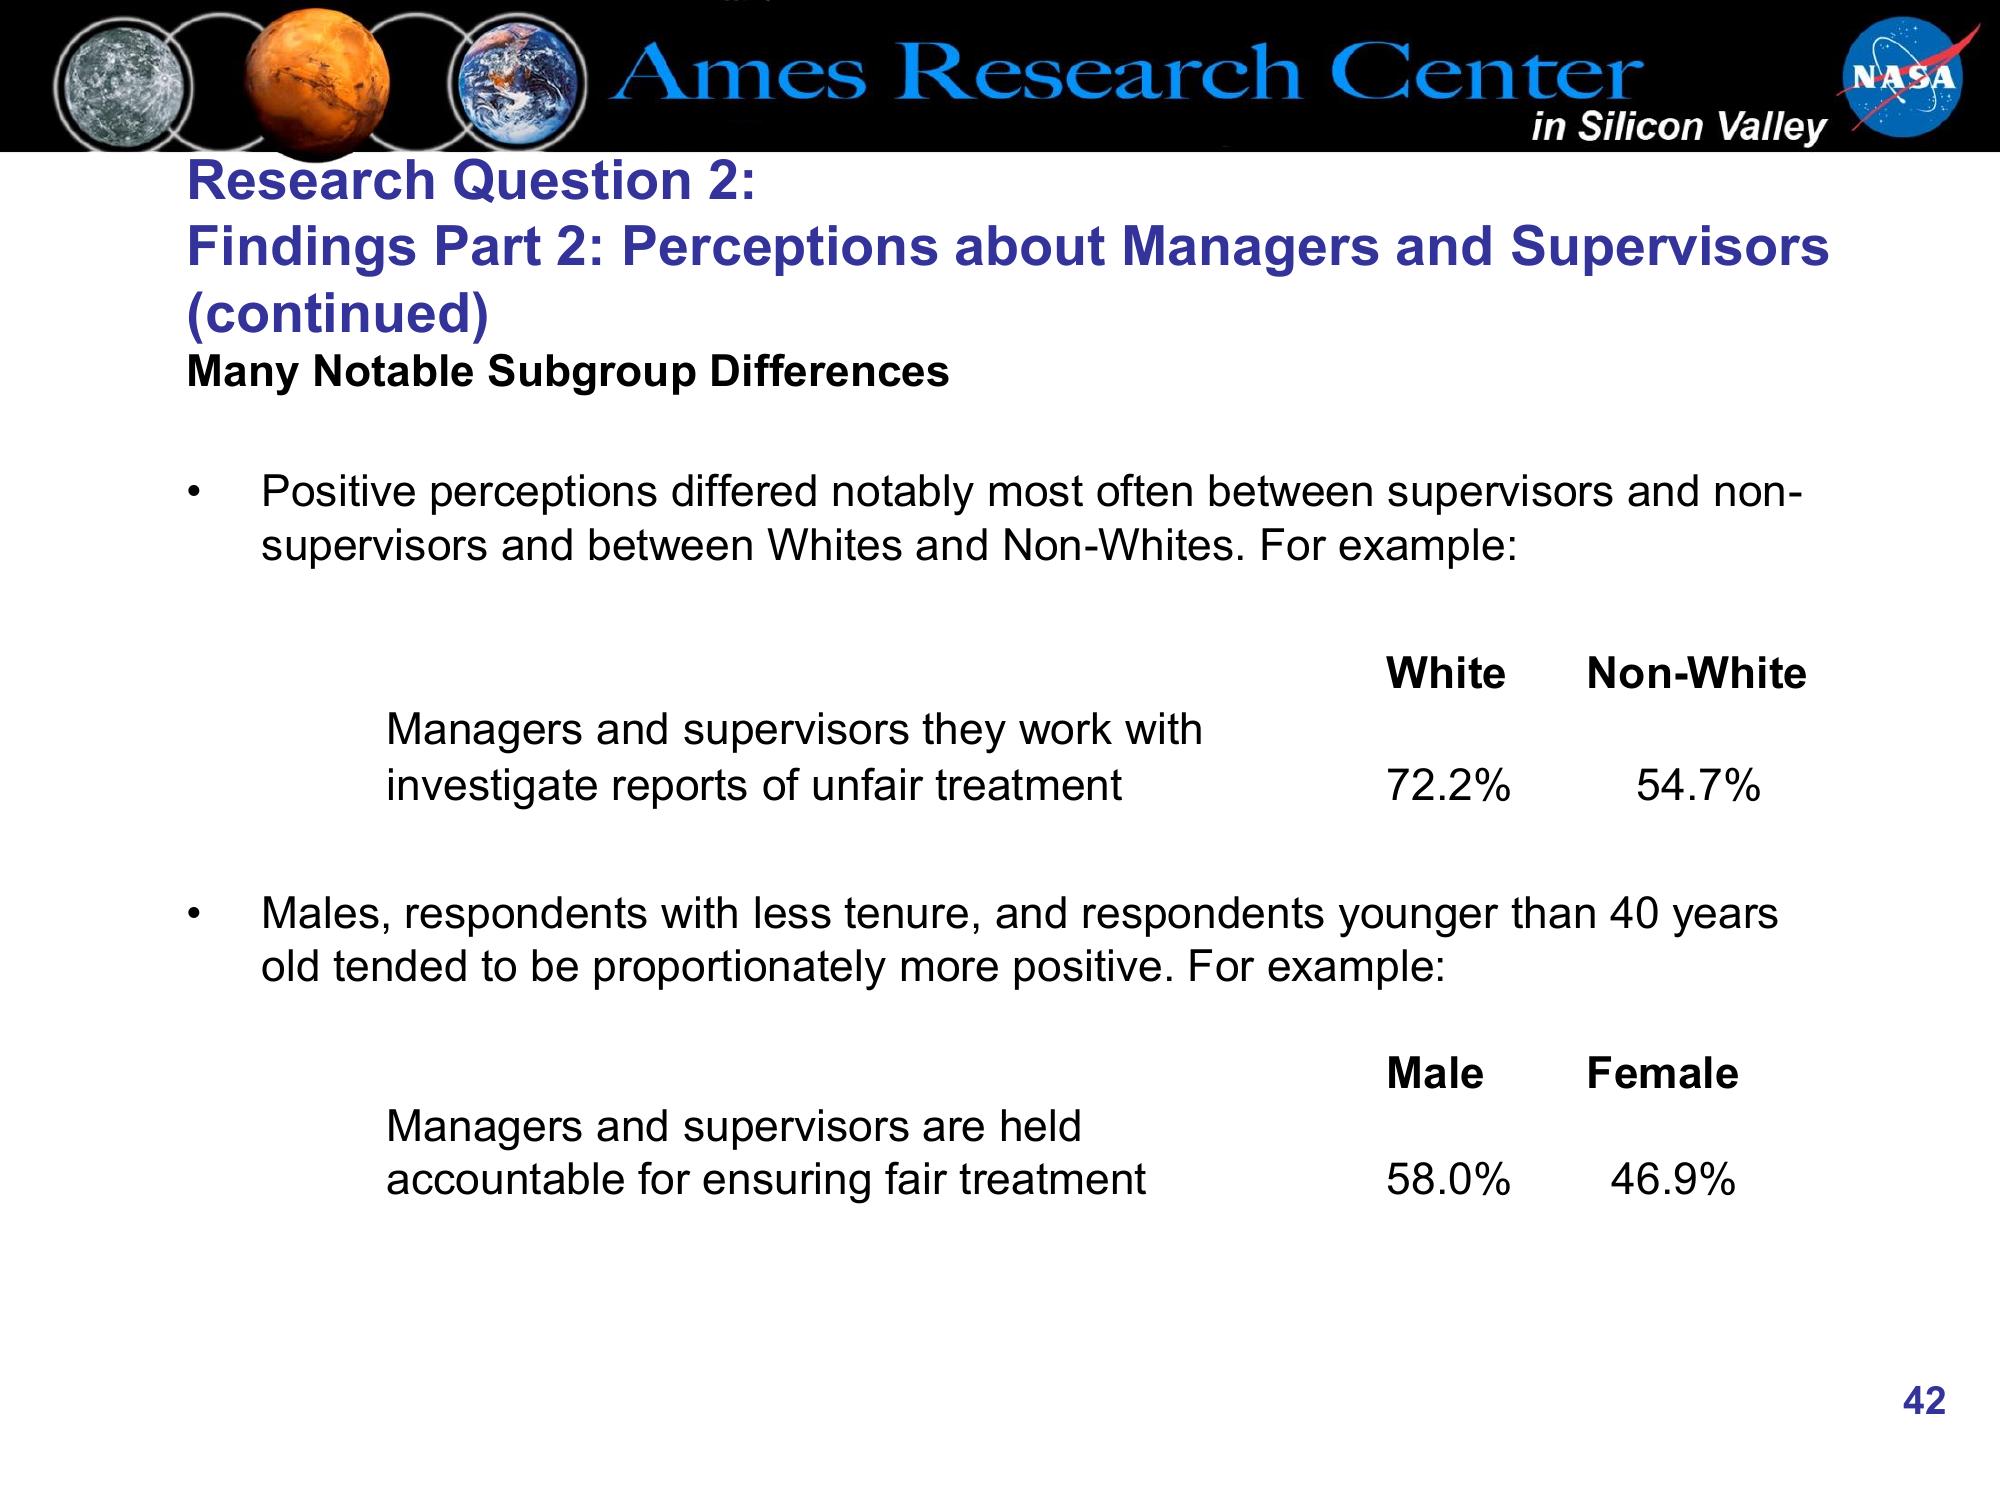 Ames Research Center
in Silicon Valley
NASA
Research Question 2:
Findings Part 2: Perceptions about Managers and Supervisors
(continued)
Many Notable Subgroup Differences
• Positive perceptions differed notably most often between supervisors and non-
supervisors and between Whites and Non-Whites. For example:
White Non-White
Managers and supervisors they work with
investigate reports of unfair treatment 72.2% 54.7%
• Males, respondents with less tenure, and respondents younger than 40 years
old tended to be proportionately more positive. For example:
Male Female
Managers and supervisors are held
accountable for ensuring fair treatment 58.0% 46.9%
42